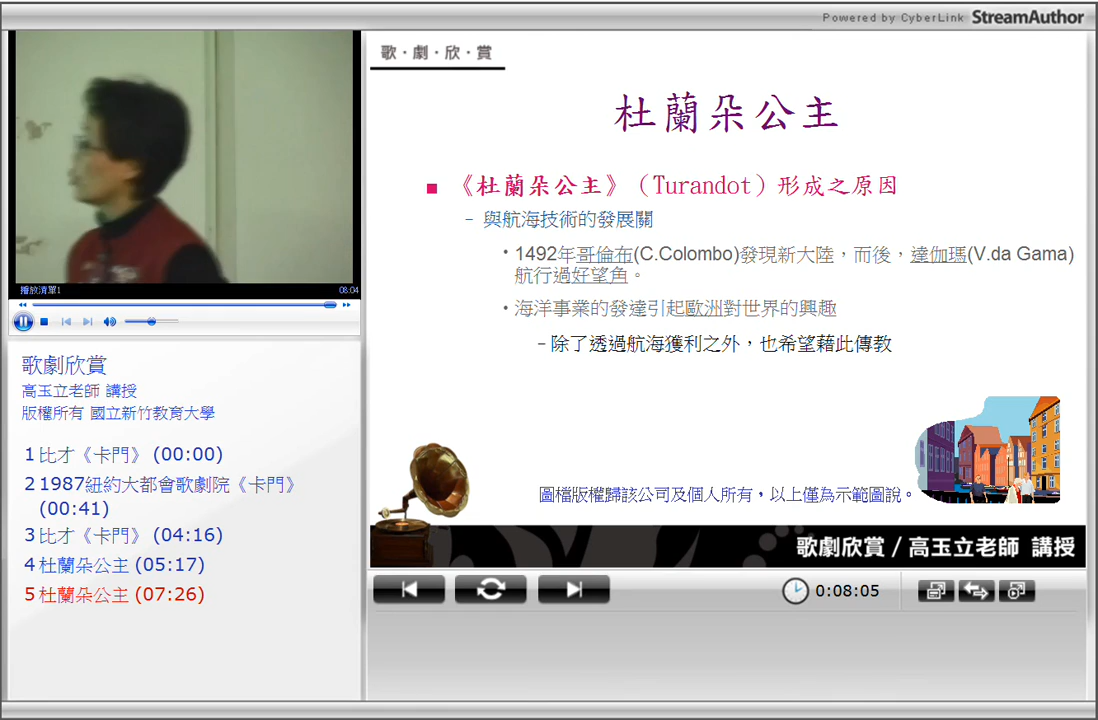 Powered by CyberLink StreamAuthor
歌・劇・欣・賞
杜蘭朵公主
《杜蘭朵公主》（Turandot）形成之原因
－ 與航海技術的發展關
・1492年哥倫布(C.Colombo)發現新大陸，而後，達伽瑪(V.da Gama)
航行過好望角。
・海洋事業的發達引起歐洲對世界的興趣
－除了透過航海獲利之外，也希望藉此傳教
圖檔版權歸該公司及個人所有，以上僅為示範圖說。
歌劇欣賞 / 高玉立老師 講授
0:08:05
播放清單1
08:04
歌劇欣賞
高玉立老師 講授
版權所有 國立新竹教育大學
1 比才《卡門》 (00:00)
2 1987紐約大都會歌劇院《卡門》
(00:41)
3 比才《卡門》 (04:16)
4 杜蘭朵公主 (05:17)
5 杜蘭朵公主 (07:26)